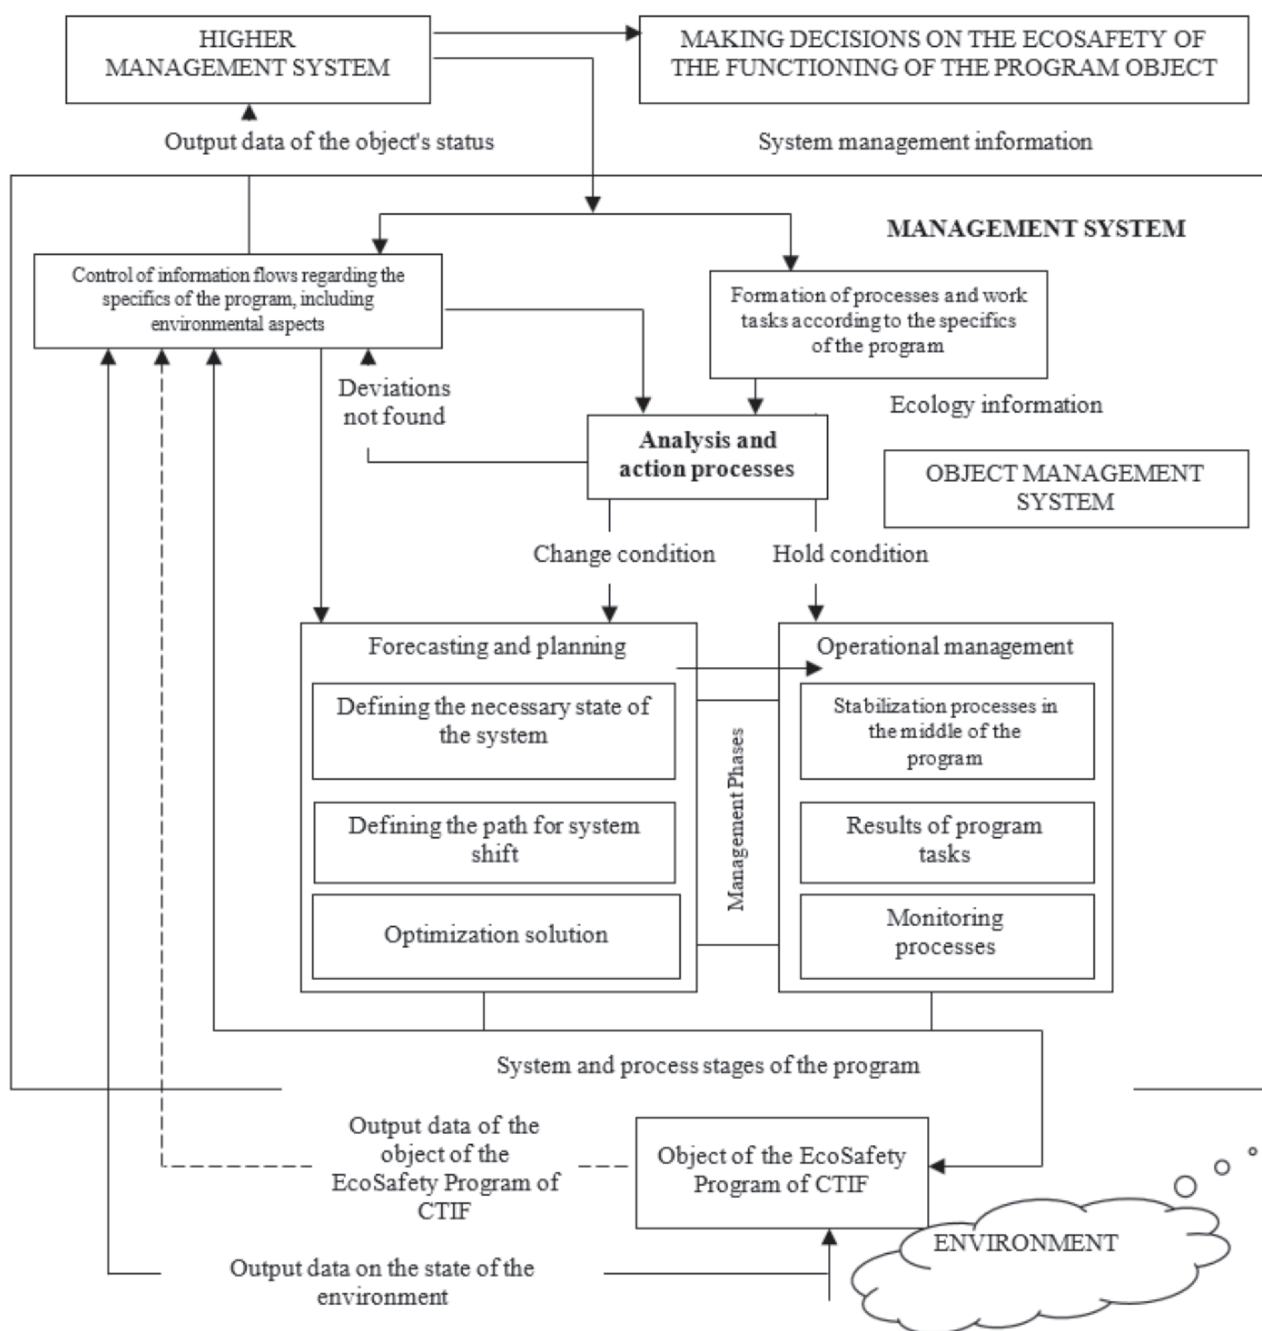 HIGHER
MANAGEMENT SYSTEM
MAKING DECISIONS ON THE ECOSAFETY OF
THE FUNCTIONING OF THE PROGRAM OBJECT
Output data of the object's status
System management information
MANAGEMENT SYSTEM
Control of information flows regarding the
specifics of the program, including
environmental aspects
Formation of processes and work
tasks according to the specifics
of the program
Deviations
not found
Ecology information
Analysis and
action processes
OBJECT MANAGEMENT
SYSTEM
Change condition
Hold condition
Forecasting and planning
Defining the necessary state of
the system
Defining the path for system
shift
Optimization solution
Management Phases
Operational management
Stabilization processes in
the middle of the
program
Results of program
tasks
Monitoring
processes
System and process stages of the program
Output data of the
object of the
EcoSafety Program of
CTIF
Object of the EcoSafety
Program of CTIF
ENVIRONMENT
Output data on the state of the
environment